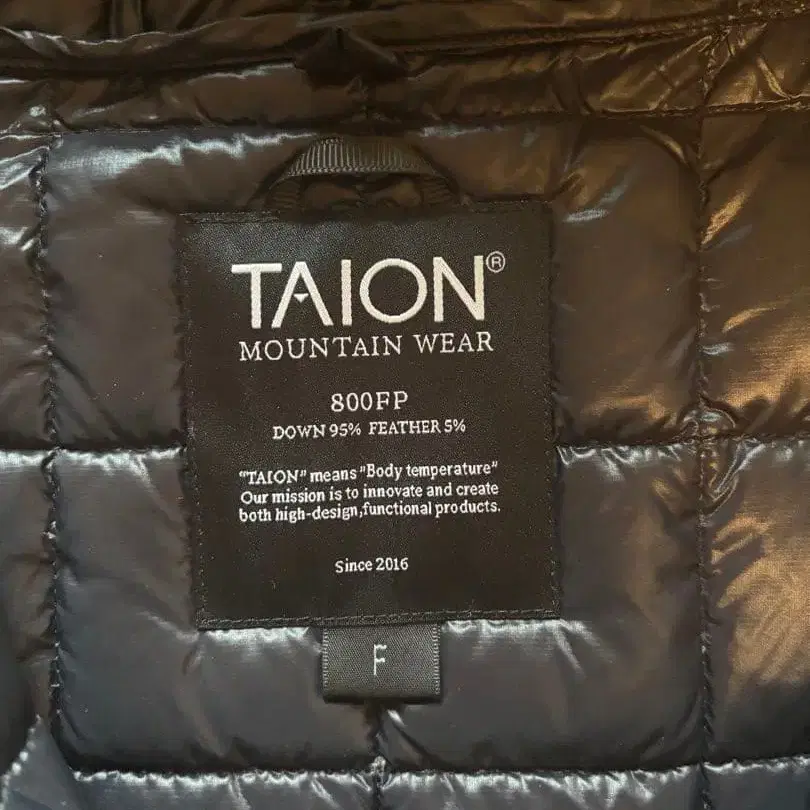 TAION®
MOUNTAIN WEAR
800FP
DOWN 95% FEATHER 5%
"TAION" means "Body temperature"
Our mission is to innovate and create
both high-design,functional products.
Since 2016
F